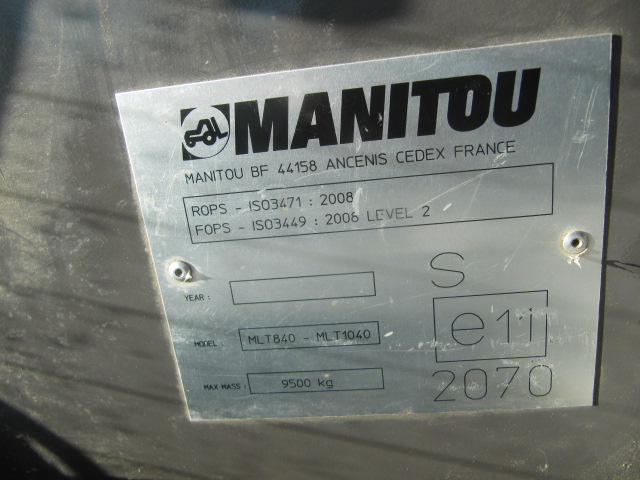 MANITOU
MANITOU BF 44158 ANCENIS CEDEX FRANCE
ROPS - ISO3471 : 2008
FOPS - ISO3449 : 2006 LEVEL 2
YEAR :
MODEL MLT840 - MLT1040
MAX MASS : 9500 kg
S
e11
2070